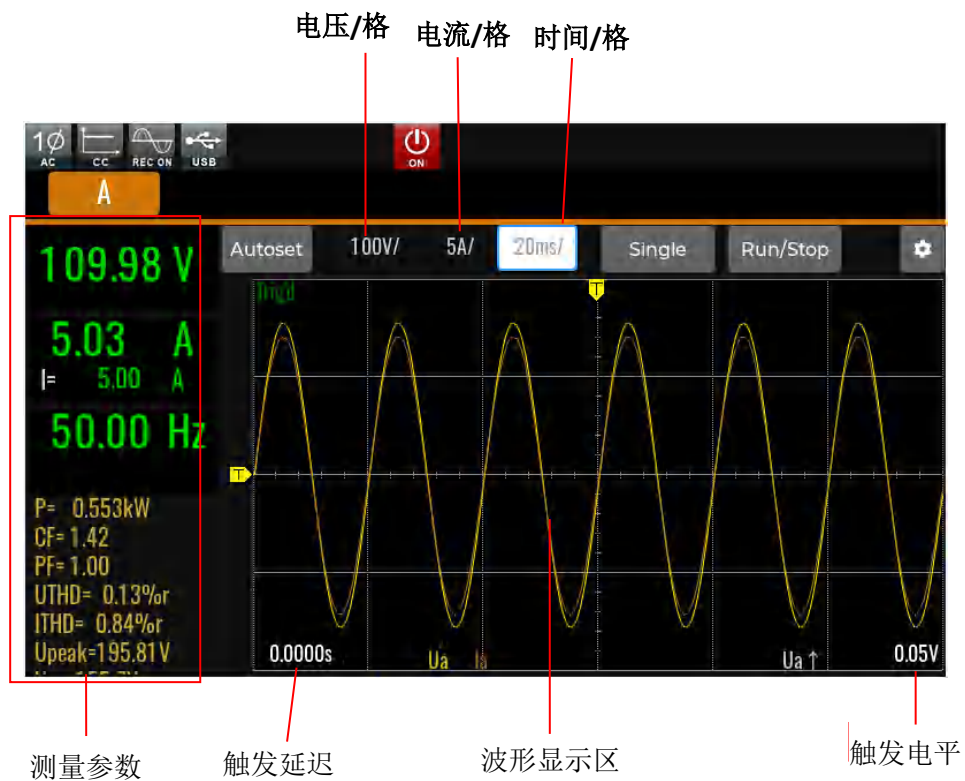 电压/格 电流/格 时间/格
1Ø AC CC REC ON USB ON
A
109.98 V
5.03 A
I= 5.00 A
50.00 Hz
P= 0.553kW
CF= 1.42
PF= 1.00
UTHD= 0.13%r
ITHD= 0.84%r
Upeak=195.81V
Autoset 100V/ 5A/ 20ms/ Single Run/Stop
Trig'd
T
T
0.0000s Ua Ia Ua↑ 0.05V
测量参数 触发延迟 波形显示区 触发电平